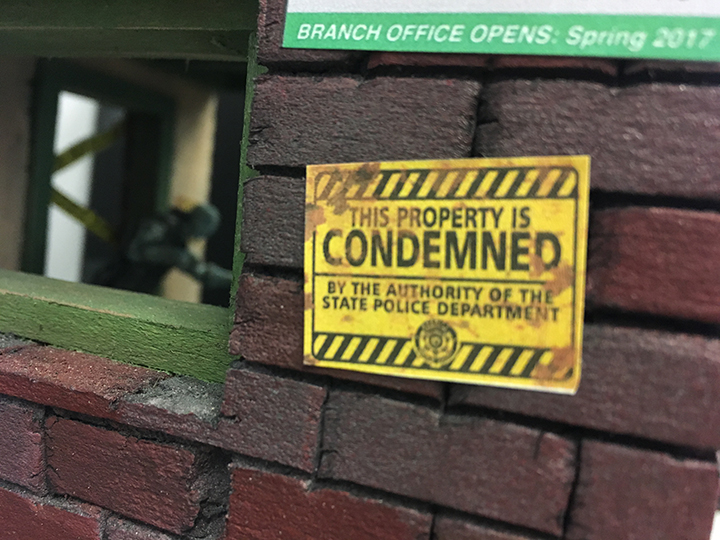 BRANCH OFFICE OPENS: Spring 2017
THIS PROPERTY IS
CONDEMNED
BY THE AUTHORITY OF THE
STATE POLICE DEPARTMENT